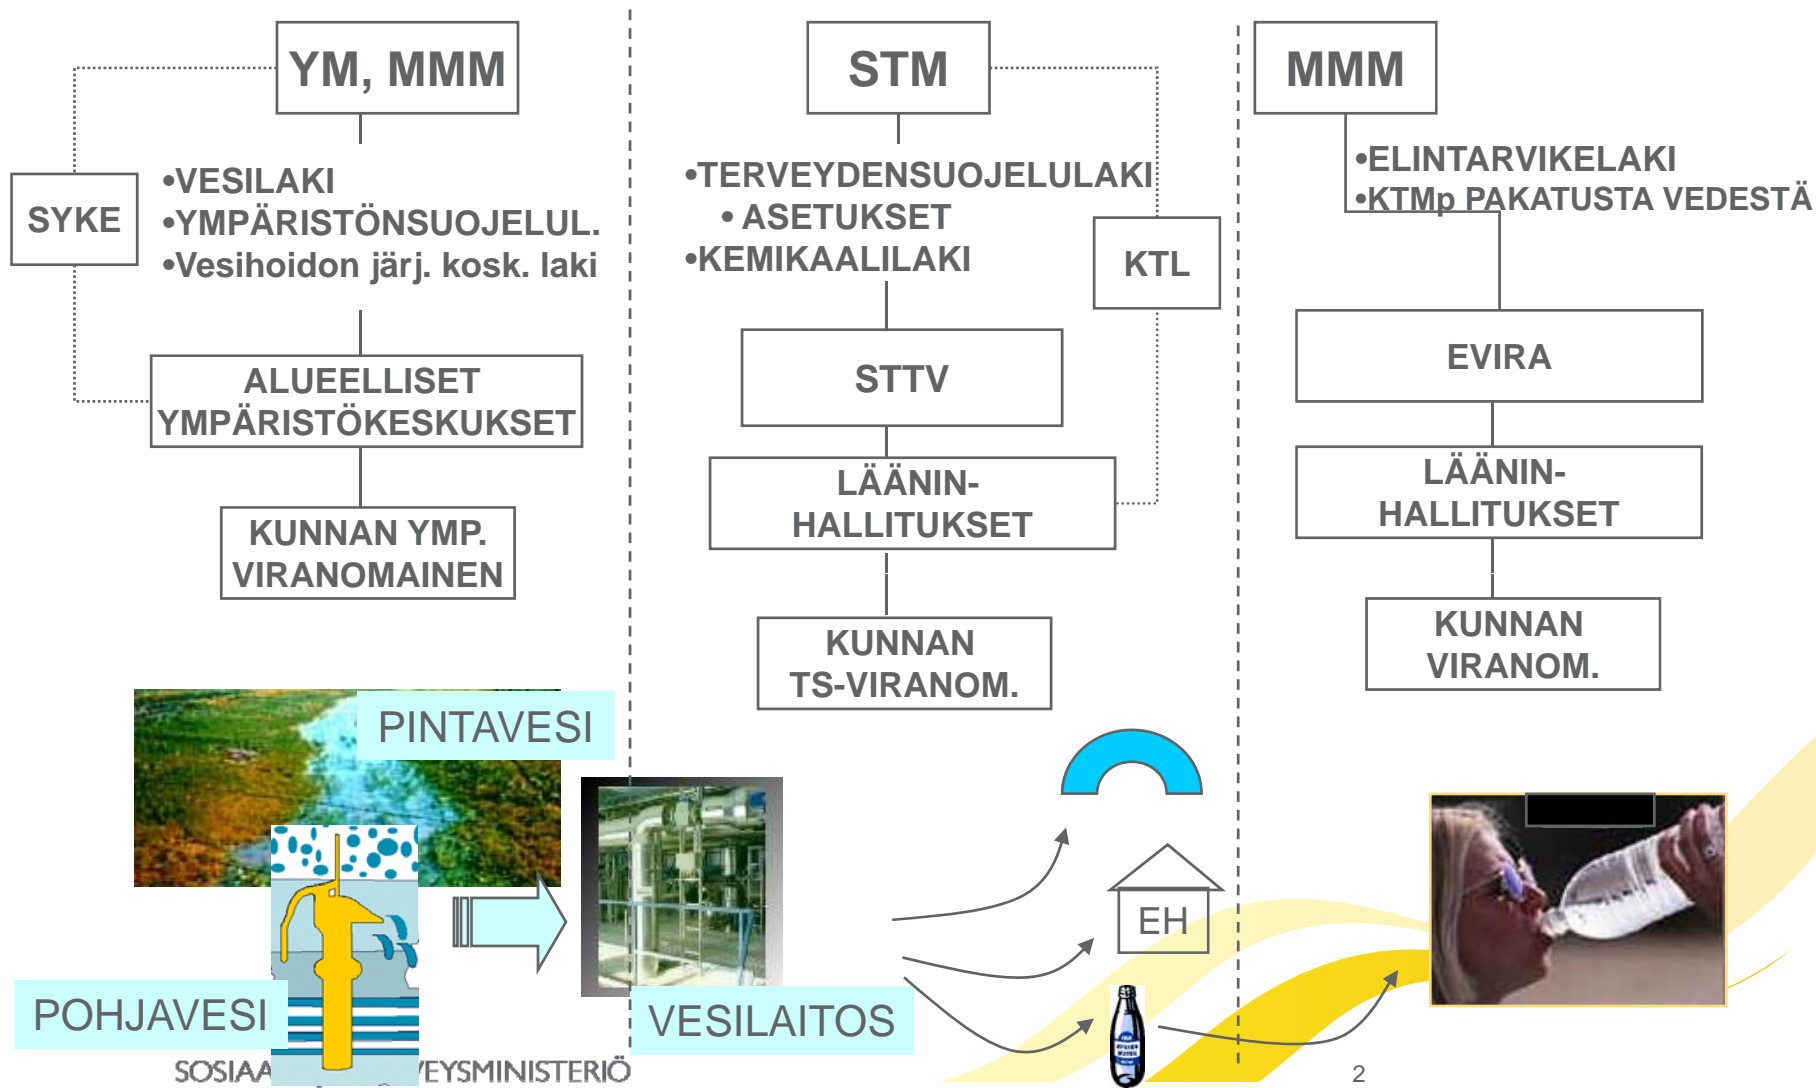 YM, MMM
SYKE
•VESILAKI
•YMPÄRISTÖNSUOJELUL.
•Vesihoidon järj. kosk. laki
ALUEELLISET
YMPÄRISTÖKESKUKSET
KUNNAN YMP.
VIRANOMAINEN
STM
•TERVEYDENSUOJELULAKI
• ASETUKSET
•KEMIKAALILAKI
KTL
STTV
LÄÄNIN-
HALLITUKSET
KUNNAN
TS-VIRANOM.
MMM
•ELINTARVIKELAKI
•KTMp PAKATUSTA VEDESTÄ
EVIRA
LÄÄNIN-
HALLITUKSET
KUNNAN
VIRANOM.
PINTAVESI
POHJAVESI
VESILAITOS
EH
SOSIAA EYSMINISTERIÖ
2